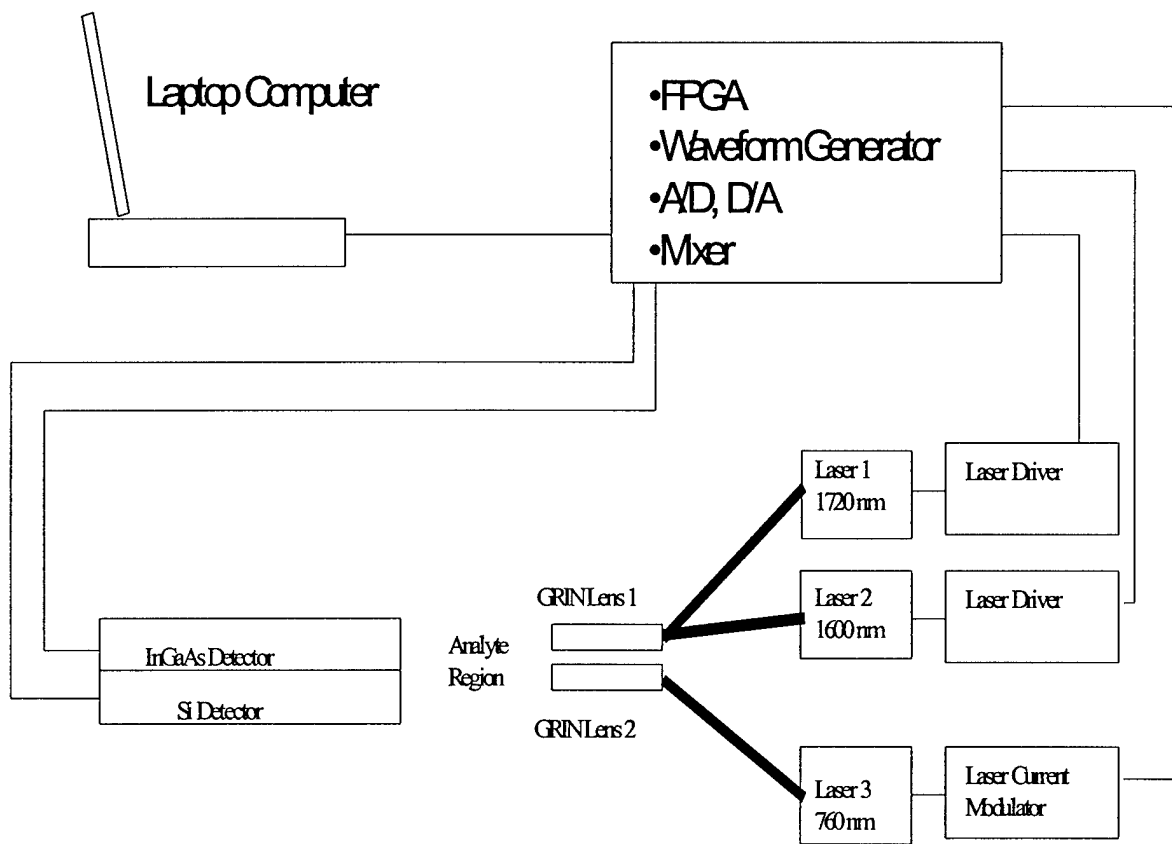 Laptop Computer
•FPGA
•Waveform Generator
•A/D, D/A
•Mixer
Laser 1
1720 nm
Laser Driver
GRIN Lens 1
Laser 2
1600 nm
Laser Driver
Analyte
Region
InGaAs Detector
Si Detector
GRIN Lens 2
Laser 3
760 nm
Laser Current
Modulator